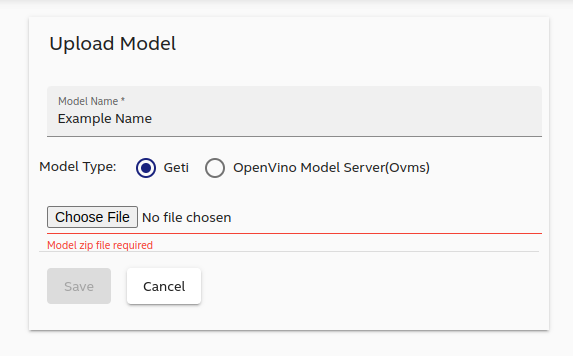 Upload Model
Model Name *
Example Name
Model Type: Geti OpenVino Model Server(Ovms)
Choose File No file chosen
Model zip file required
Save Cancel